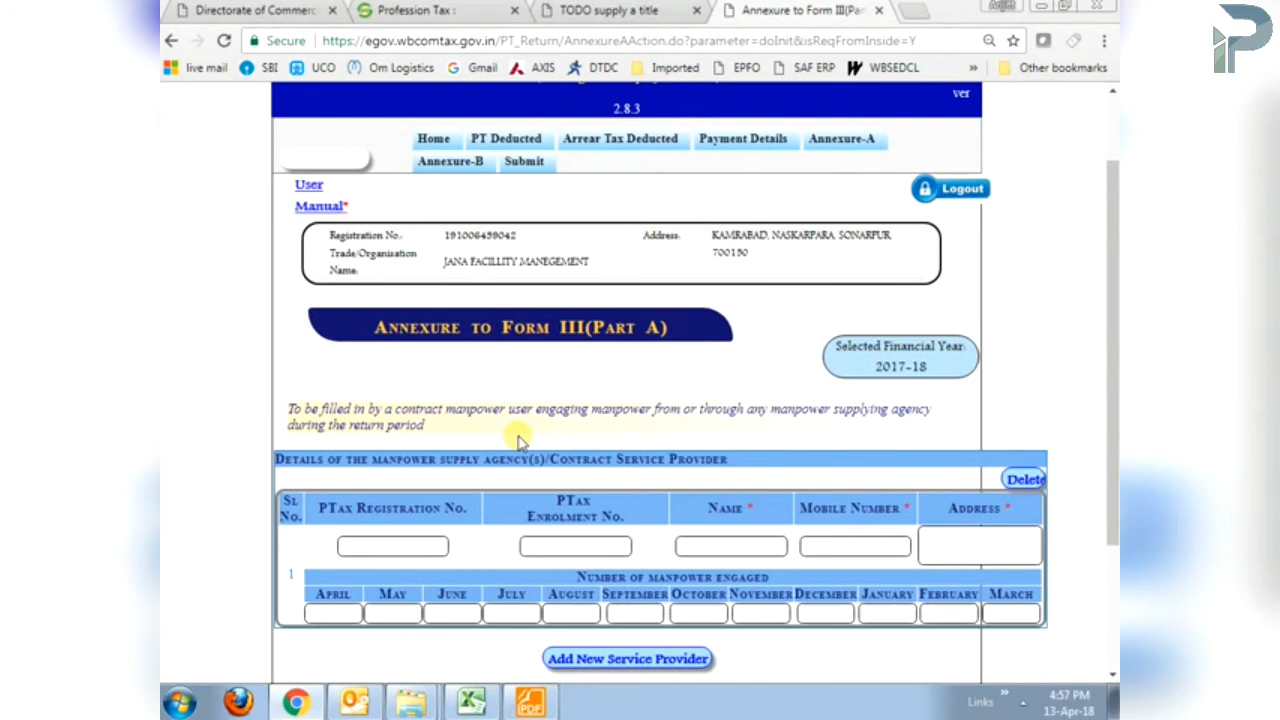 Directorate of Commerc
Profession Tax :
TODO supply a title
Annexure to Form III(Par
Secure
https://egov.wbcomtax.gov.in/PT_Return/AnnexureAAction.do?parameter=doInit&isReqFromInside=Y
live mail SBI UCO Om Logistics Gmail AXIS DTDC Imported EPFO SAF ERP WBSEDCL » Other bookmarks
ver
2.8.3
Home PT Deducted Arrear Tax Deducted Payment Details Annexure-A
Annexure-B Submit
User
Manual*
Logout
Registration No.: 191006459042 Address: KAMRABAD, NASKARPARA, SONARPUR,
700150
Trade/Organisation
Name: JANA FACILLITY MANEGEMENT
Annexure to Form III(Part A)
Selected Financial Year:
2017-18
To be filled in by a contract manpower user engaging manpower from or through any manpower supplying agency
during the return period
Details of the manpower supply agency(s)/Contract Service Provider
Delete
Sl No. PTax Registration No. PTax Enrolment No. Name * Mobile Number * Address *
1
Number of manpower engaged
April May June July August September October November December January February March
Add New Service Provider
Links »
4:57 PM
13-Apr-18